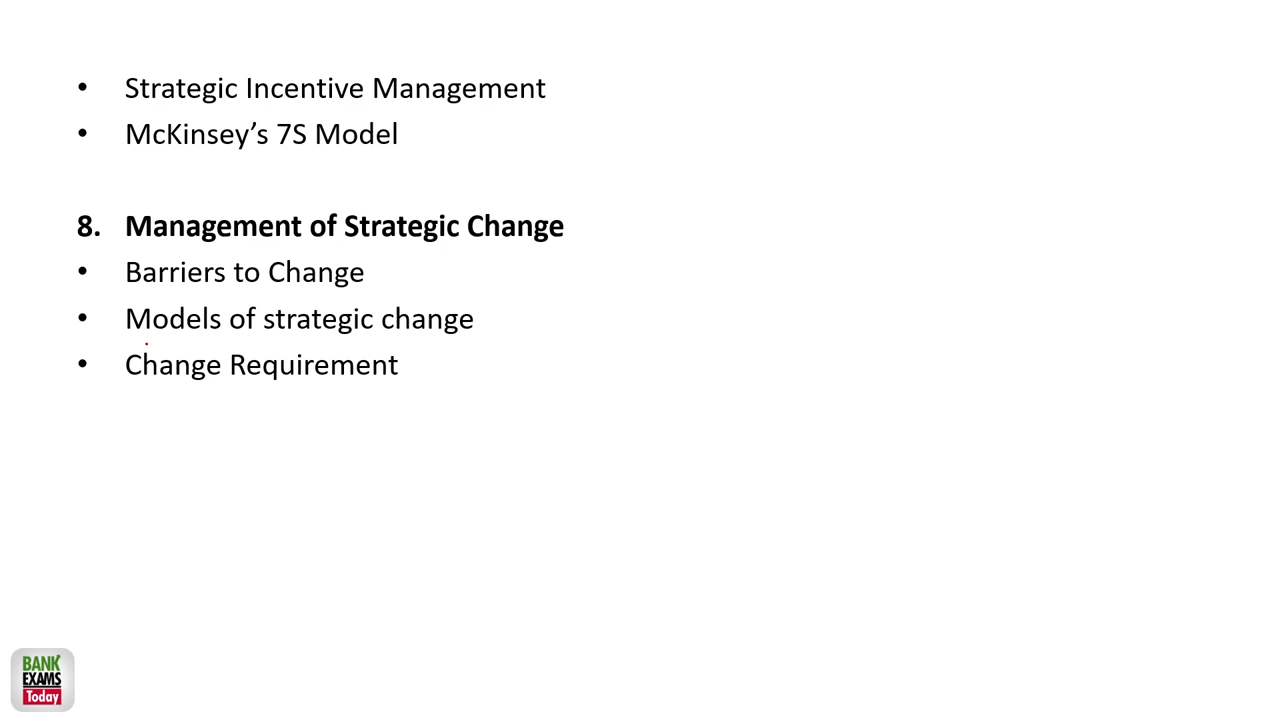 • Strategic Incentive Management
• McKinsey’s 7S Model
8. Management of Strategic Change
• Barriers to Change
• Models of strategic change
• Change Requirement
BANK
EXAMS
Today